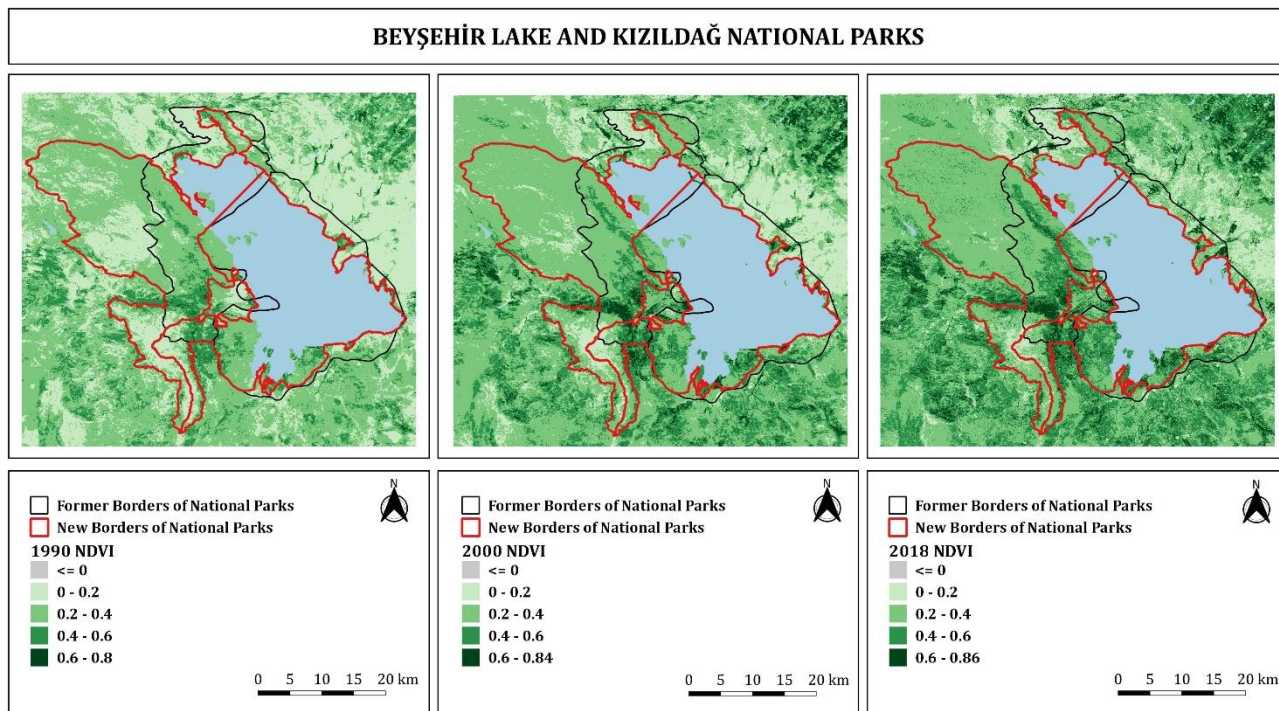 BEYŞEHİR LAKE AND KIZILDAĞ NATIONAL PARKS
N
Former Borders of National Parks
New Borders of National Parks
1990 NDVI
<= 0
0 - 0.2
0.2 - 0.4
0.4 - 0.6
0.6 - 0.8
0 5 10 15 20 km
N
Former Borders of National Parks
New Borders of National Parks
2000 NDVI
<= 0
0 - 0.2
0.2 - 0.4
0.4 - 0.6
0.6 - 0.84
0 5 10 15 20 km
N
Former Borders of National Parks
New Borders of National Parks
2018 NDVI
<= 0
0 - 0.2
0.2 - 0.4
0.4 - 0.6
0.6 - 0.86
0 5 10 15 20 km